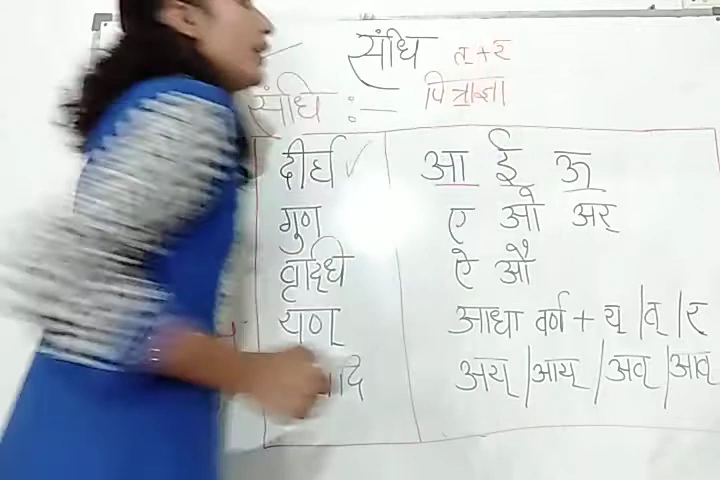 संधि त्+र
संधि :- पित्राज्ञा
दीर्घ ✓ आ ई ऊ
गुण ए ओ अर्
वृद्धि ऐ औ
यण् आधा वर्ण + य् | व् | र्
अय् | आय् | अव् | आव्